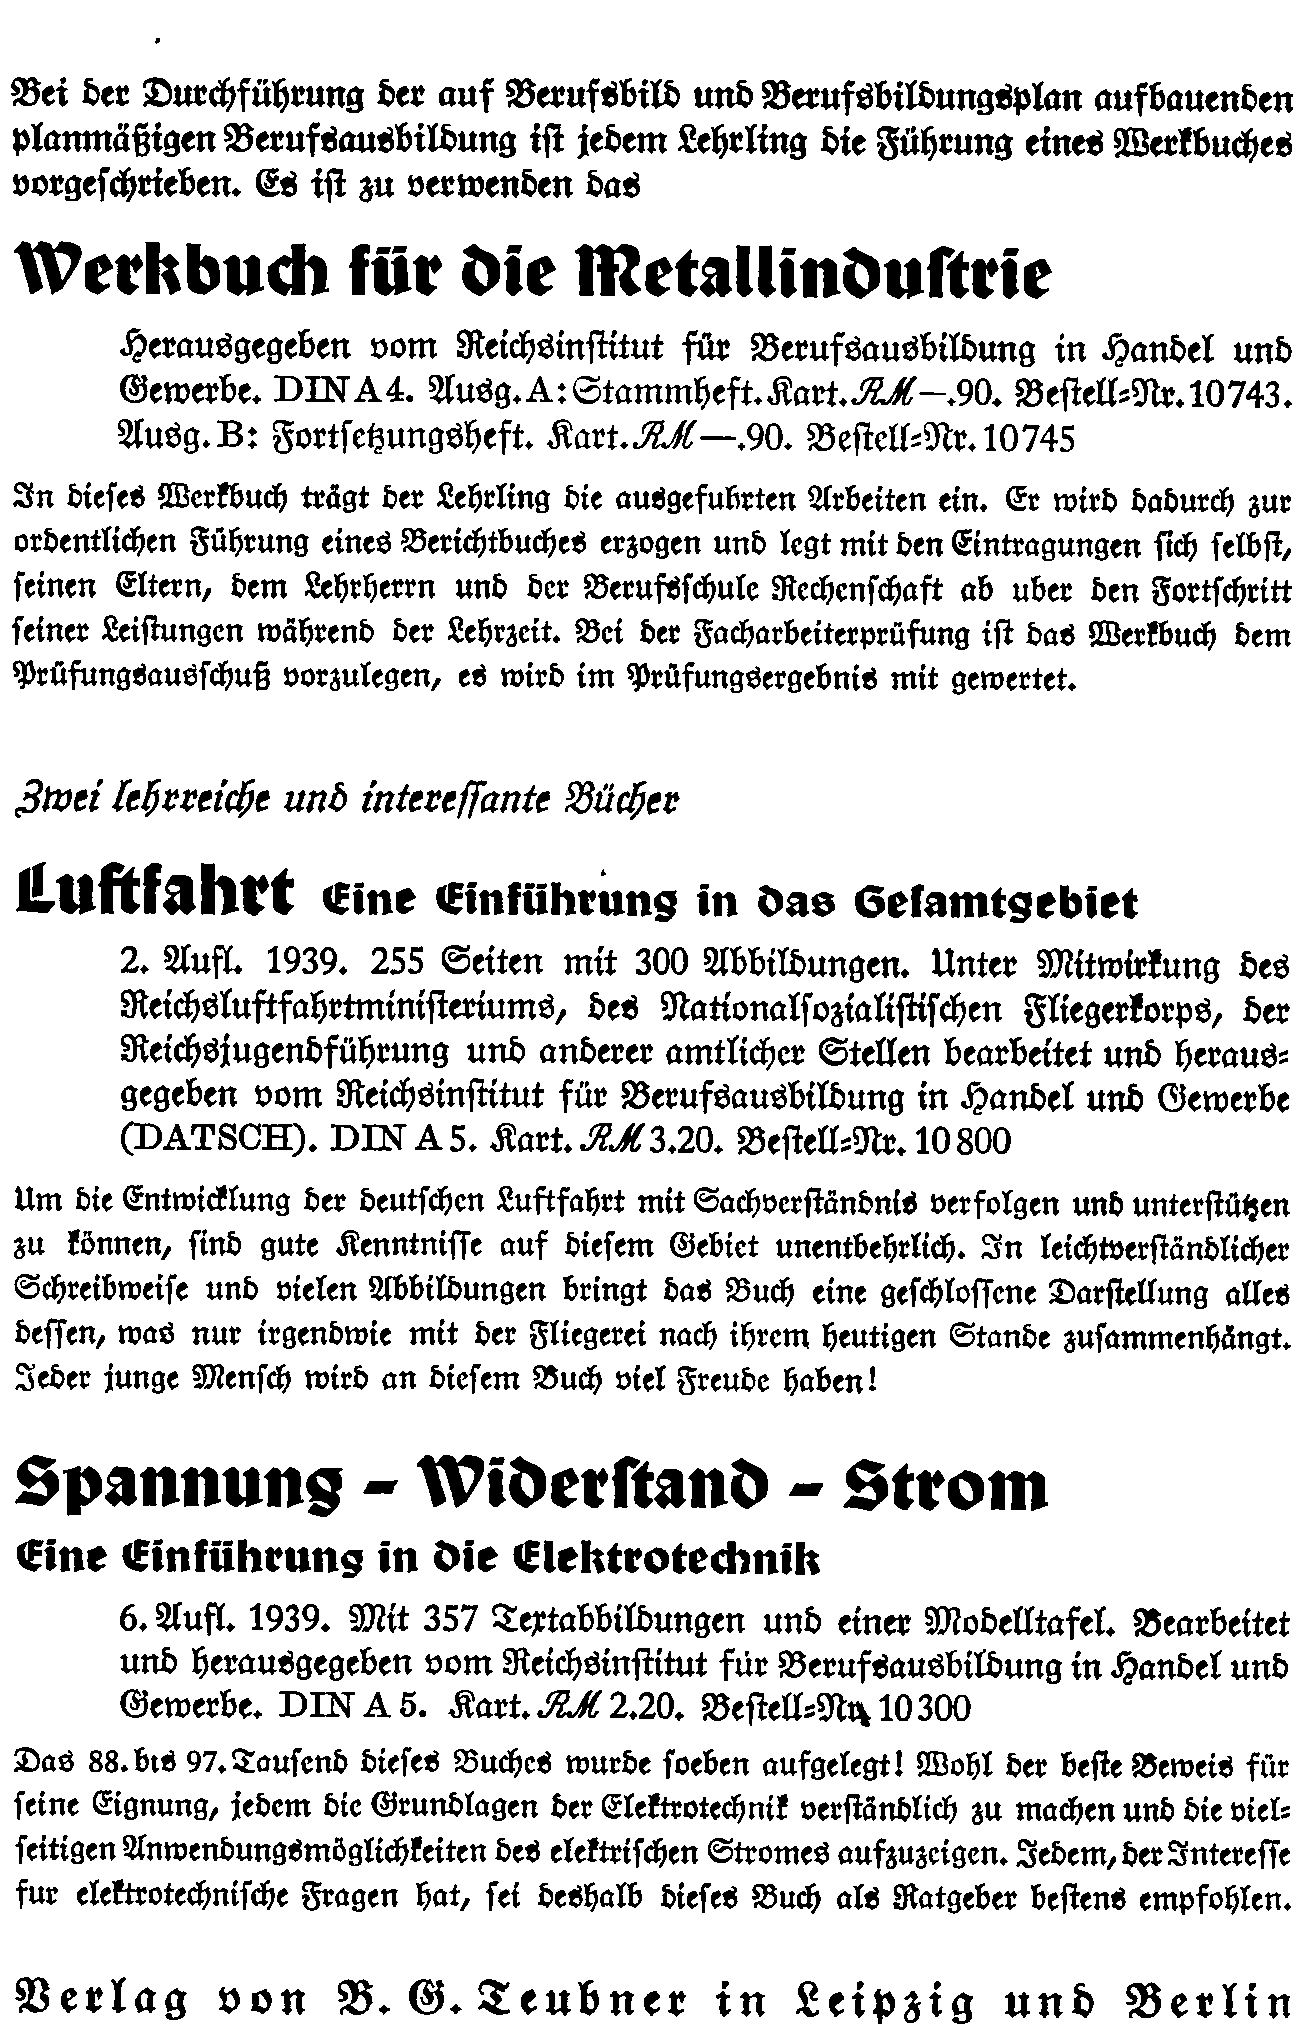 Bei der Durchführung der auf Berufsbild und Berufsbildungsplan aufbauenden
planmäßigen Berufsausbildung ist jedem Lehrling die Führung eines Werkbuches
vorgeschrieben. Es ist zu verwenden das
Werkbuch für die Metallindustrie
Herausgegeben vom Reichsinstitut für Berufsausbildung in Handel und
Gewerbe. DIN A 4. Ausg. A: Stammheft. Kart. RM —.90. Bestell=Nr. 10743.
Ausg. B: Fortsetzungsheft. Kart. RM —.90. Bestell=Nr. 10745
In dieses Werkbuch trägt der Lehrling die ausgefuhrten Arbeiten ein. Er wird dadurch zur
ordentlichen Führung eines Berichtbuches erzogen und legt mit den Eintragungen sich selbst,
seinen Eltern, dem Lehrherrn und der Berufsschule Rechenschaft ab uber den Fortschritt
seiner Leistungen während der Lehrzeit. Bei der Facharbeiterprüfung ist das Werkbuch dem
Prüfungsausschuß vorzulegen, es wird im Prüfungsergebnis mit gewertet.
Zwei lehrreiche und interessante Bücher
Luftfahrt Eine Einführung in das Gesamtgebiet
2. Aufl. 1939. 255 Seiten mit 300 Abbildungen. Unter Mitwirkung des
Reichsluftfahrtministeriums, des Nationalsozialistischen Fliegerkorps, der
Reichsjugendführung und anderer amtlicher Stellen bearbeitet und heraus=
gegeben vom Reichsinstitut für Berufsausbildung in Handel und Gewerbe
(DATSCH). DIN A 5. Kart. RM 3.20. Bestell=Nr. 10800
Um die Entwicklung der deutschen Luftfahrt mit Sachverständnis verfolgen und unterstützen
zu können, sind gute Kenntnisse auf diesem Gebiet unentbehrlich. In leichtverständlicher
Schreibweise und vielen Abbildungen bringt das Buch eine geschlossene Darstellung alles
dessen, was nur irgendwie mit der Fliegerei nach ihrem heutigen Stande zusammenhängt.
Jeder junge Mensch wird an diesem Buch viel Freude haben!
Spannung – Widerstand – Strom
Eine Einführung in die Elektrotechnik
6. Aufl. 1939. Mit 357 Textabbildungen und einer Modelltafel. Bearbeitet
und herausgegeben vom Reichsinstitut für Berufsausbildung in Handel und
Gewerbe. DIN A 5. Kart. RM 2.20. Bestell=Nr. 10300
Das 88. bis 97. Tausend dieses Buches wurde soeben aufgelegt! Wohl der beste Beweis für
seine Eignung, jedem die Grundlagen der Elektrotechnik verständlich zu machen und die viel=
seitigen Anwendungsmöglichkeiten des elektrischen Stromes aufzuzeigen. Jedem, der Interesse
fur elektrotechnische Fragen hat, sei deshalb dieses Buch als Ratgeber bestens empfohlen.
Verlag von B. G. Teubner in Leipzig und Berlin